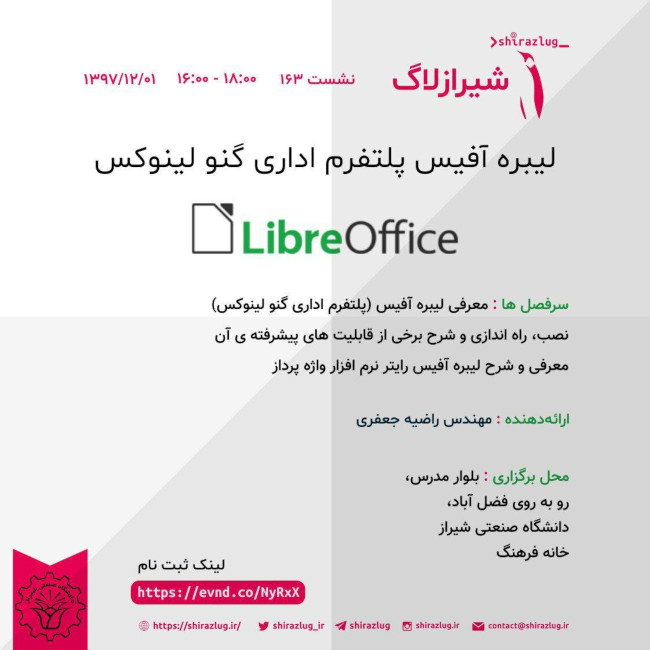 >sh!razlug_
شیرازلاگ
نشست ۱۶۳ ۱۶:۰۰ - ۱۸:۰۰ ۱۳۹۷/۱۲/۰۱
لیبره آفیس پلتفرم اداری گنو لینوکس
LibreOffice
سرفصل ها : معرفی لیبره آفیس (پلتفرم اداری گنو لینوکس)
نصب، راه اندازی و شرح برخی از قابلیت های پیشرفته ی آن
معرفی و شرح لیبره آفیس رایتر نرم افزار واژه پرداز
ارائه‌دهنده : مهندس راضیه جعفری
محل برگزاری : بلوار مدرس،
رو به روی فضل آباد،
دانشگاه صنعتی شیراز
خانه فرهنگ
لینک ثبت نام
https://evnd.co/NyRxX
https://shirazlug.ir/ shirazlug_ir shirazlug shirazlug.ir contact@shirazlug.ir